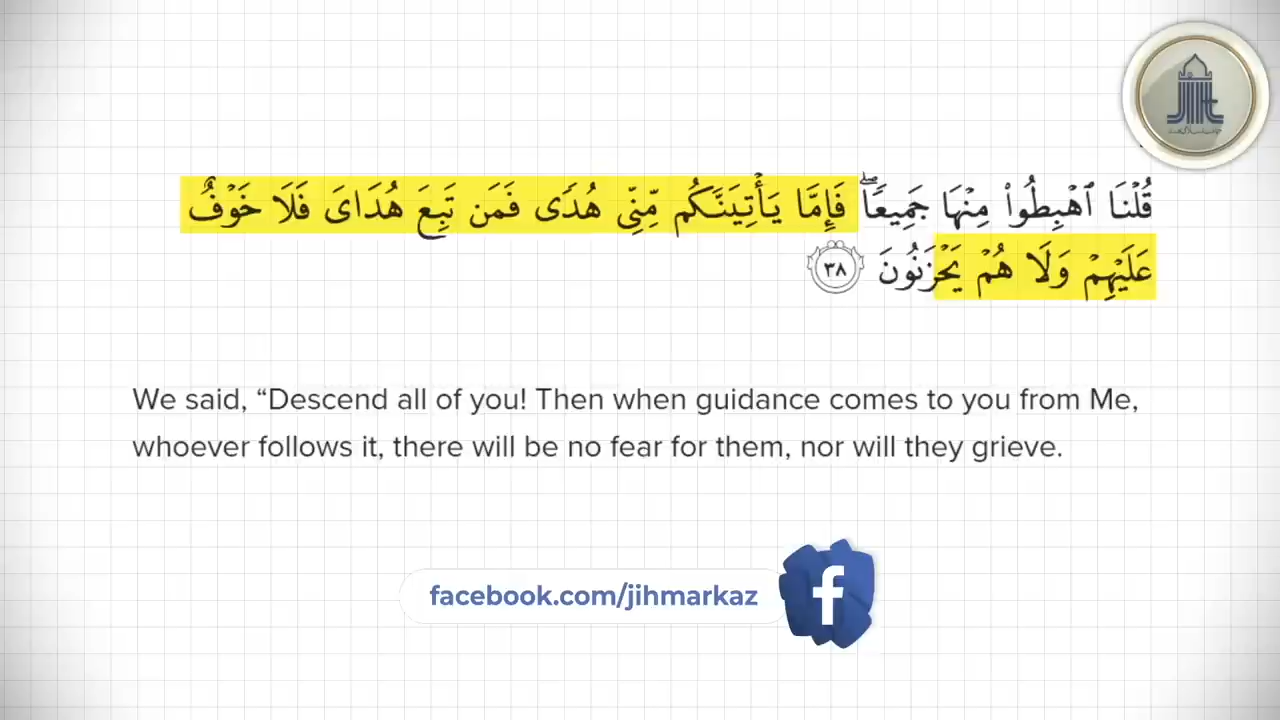 قُلْنَا ٱهْبِطُوا۟ مِنْهَا جَمِيعًۭا ۖ فَإِمَّا يَأْتِيَنَّكُم مِّنِّى هُدًۭى فَمَن تَبِعَ هُدَاىَ فَلَا خَوْفٌ
عَلَيْهِمْ وَلَا هُمْ يَحْزَنُونَ ٣٨
We said, “Descend all of you! Then when guidance comes to you from Me,
whoever follows it, there will be no fear for them, nor will they grieve.
facebook.com/jihmarkaz
f